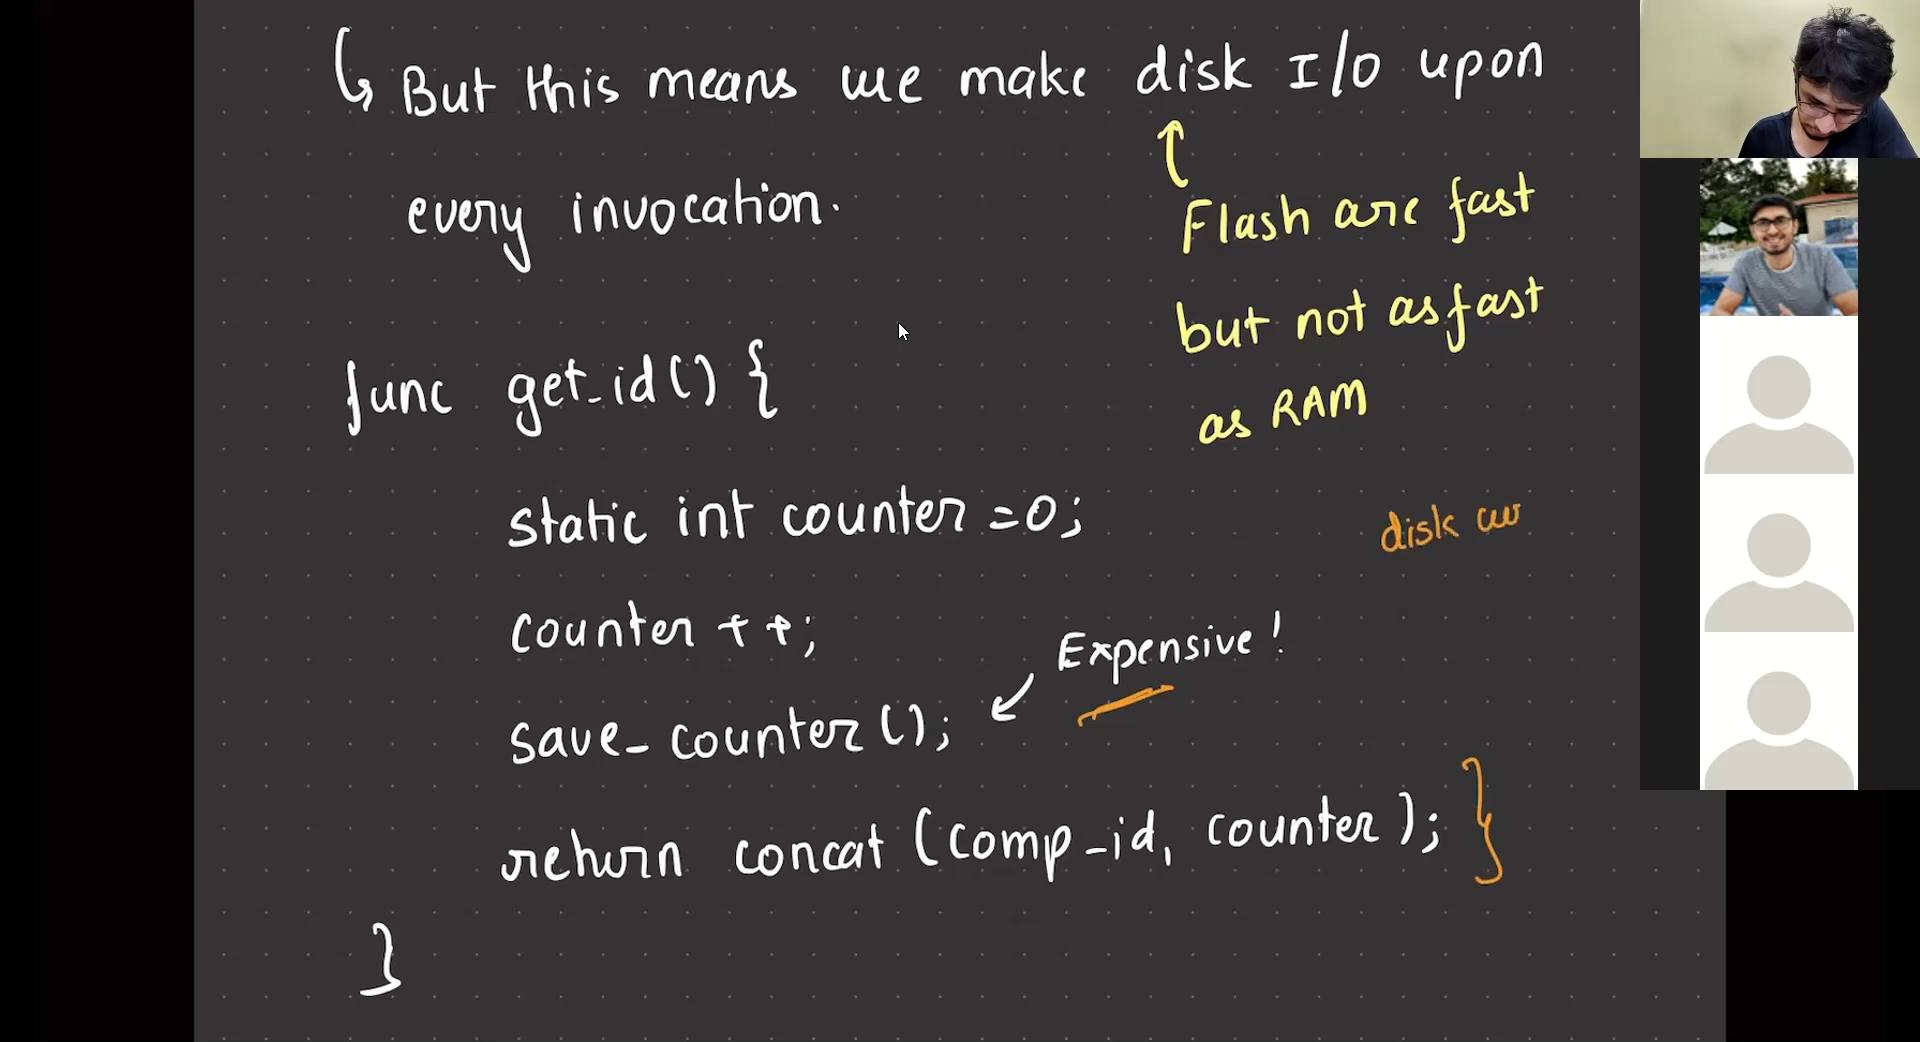 But this means we make disk I/O upon
every invocation.
Flash are fast
but not as fast
as RAM
func get_id() {
static int counter = 0;
disk
counter ++;
Expensive!
save_counter();
return concat (comp_id, counter); }
}